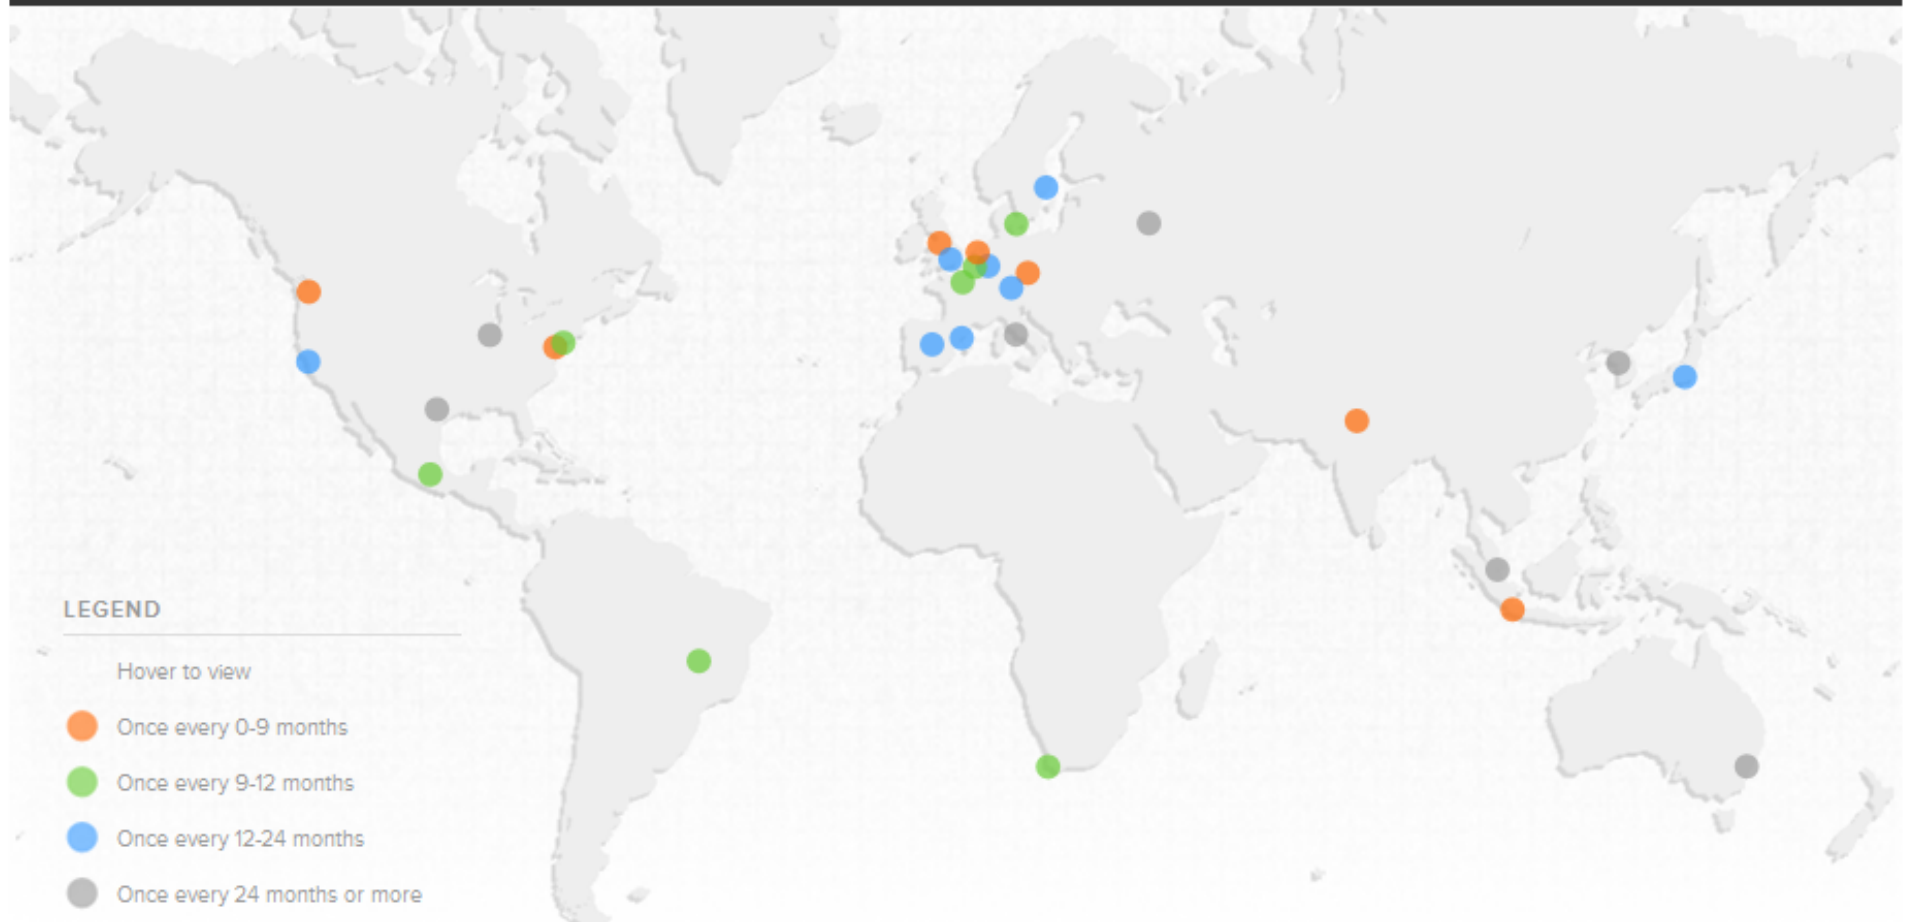 LEGEND
Hover to view
Once every 0-9 months
Once every 9-12 months
Once every 12-24 months
Once every 24 months or more